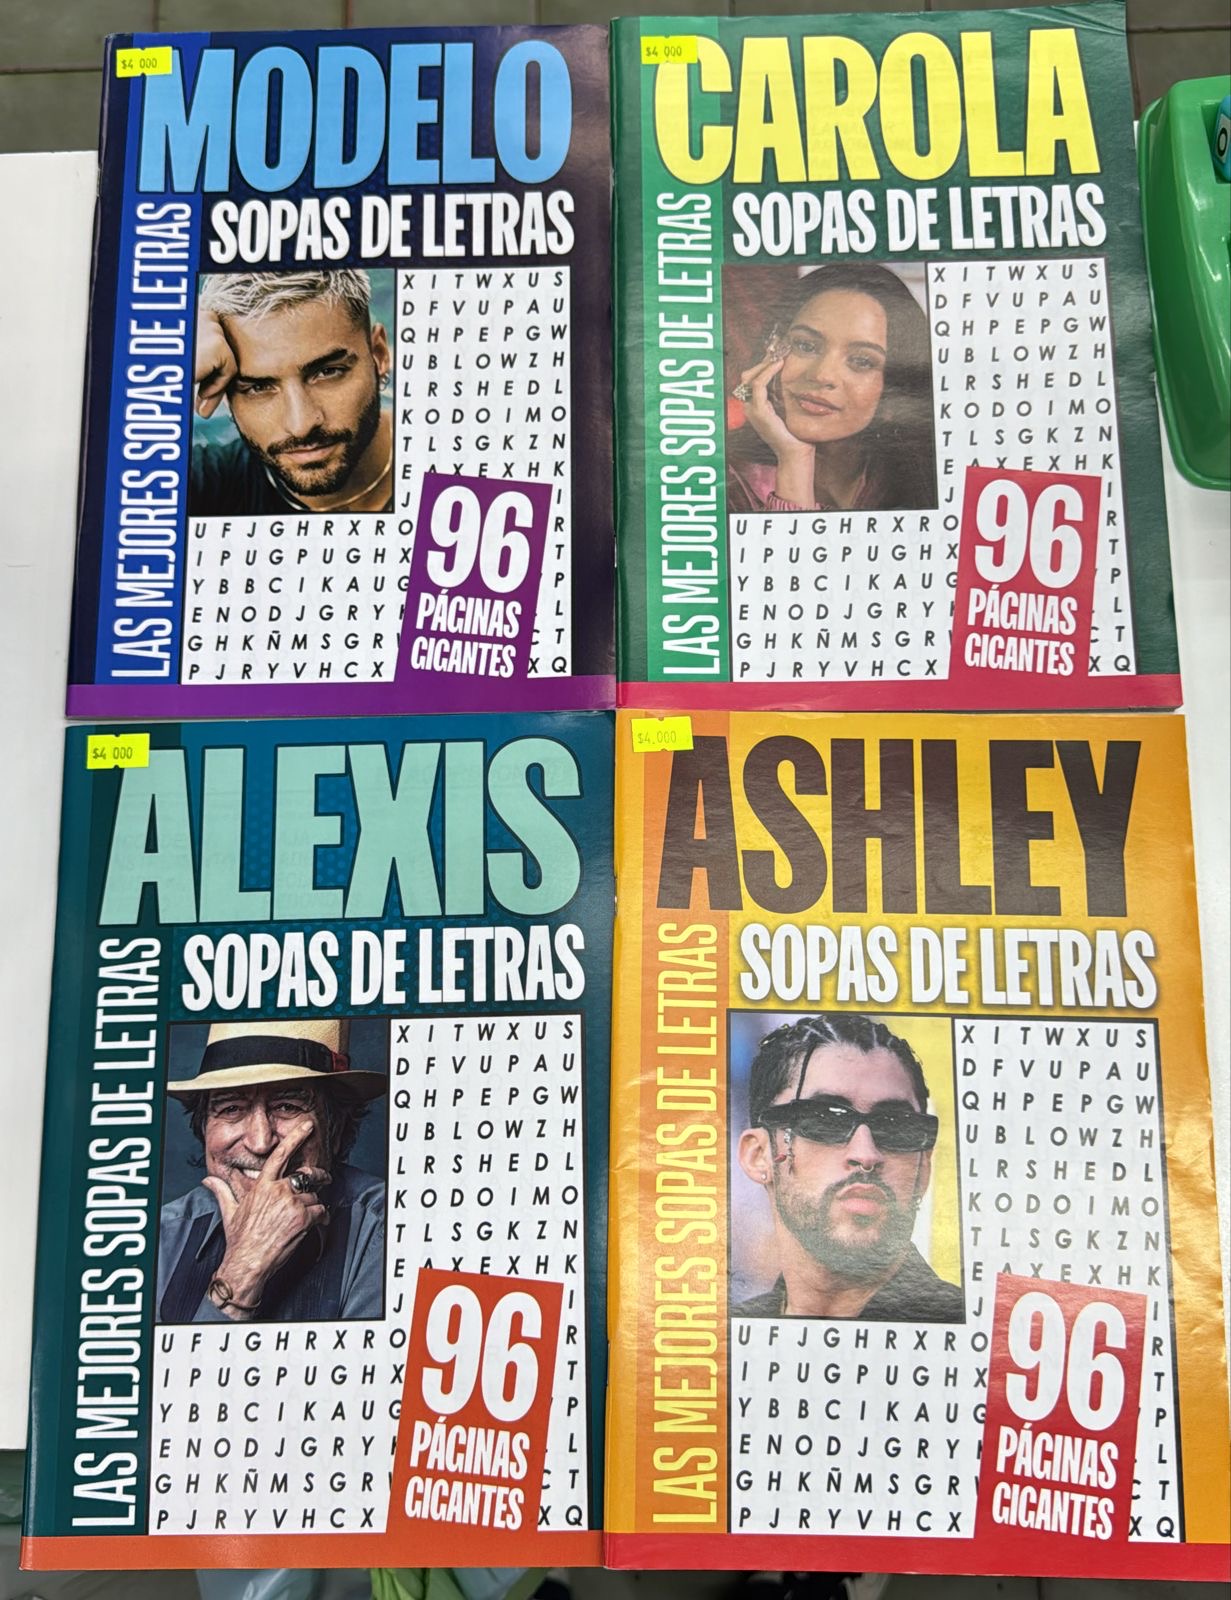 $4 000
MODELO
SOPAS DE LETRAS
LAS MEJORES SOPAS DE LETRAS
X I T W X U S
D F V U P A U
Q H P E P G W
U B L O W Z H
L R S H E D L
K O D O I M O
T L S G K Z N
E A X E X H K
J I
U F J G H R X R O R
I P U G P U G H X T
Y B B C I K A U G P
E N O D J G R Y L
G H K Ñ M S G R C T
P J R Y V H C X X Q
96
PÁGINAS
GIGANTES
$4 000
CAROLA
SOPAS DE LETRAS
LAS MEJORES SOPAS DE LETRAS
X I T W X U S
D F V U P A U
Q H P E P G W
U B L O W Z H
L R S H E D L
K O D O I M O
T L S G K Z N
E A X E X H K
J I
U F J G H R X R O R
I P U G P U G H X T
Y B B C I K A U G P
E N O D J G R Y L
G H K Ñ M S G R C T
P J R Y V H C X X Q
96
PÁGINAS
GIGANTES
$4 000
ALEXIS
SOPAS DE LETRAS
LAS MEJORES SOPAS DE LETRAS
X I T W X U S
D F V U P A U
Q H P E P G W
U B L O W Z H
L R S H E D L
K O D O I M O
T L S G K Z N
E A X E X H K
J I
U F J G H R X R O R
I P U G P U G H X T
Y B B C I K A U G P
E N O D J G R Y L
G H K Ñ M S G R C T
P J R Y V H C X X Q
96
PÁGINAS
GIGANTES
$4.000
ASHLEY
SOPAS DE LETRAS
LAS MEJORES SOPAS DE LETRAS
X I T W X U S
D F V U P A U
Q H P E P G W
U B L O W Z H
L R S H E D L
K O D O I M O
T L S G K Z N
E A X E X H K
J I
U F J G H R X R O R
I P U G P U G H X T
Y B B C I K A U G P
E N O D J G R Y L
G H K Ñ M S G R C T
P J R Y V H C X X Q
96
PÁGINAS
GIGANTES